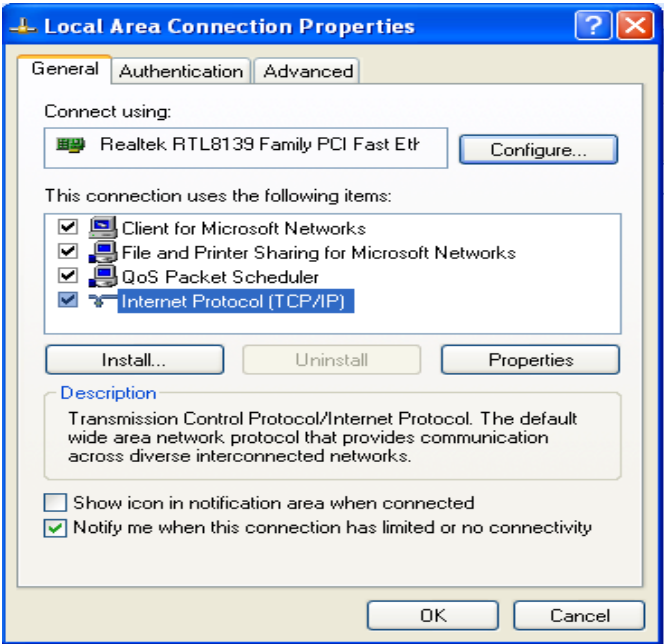 Local Area Connection Properties
General Authentication Advanced
Connect using:
Realtek RTL8139 Family PCI Fast Eth
Configure...
This connection uses the following items:
Client for Microsoft Networks
File and Printer Sharing for Microsoft Networks
QoS Packet Scheduler
Internet Protocol (TCP/IP)
Install... Uninstall Properties
Description
Transmission Control Protocol/Internet Protocol. The default
wide area network protocol that provides communication
across diverse interconnected networks.
Show icon in notification area when connected
Notify me when this connection has limited or no connectivity
OK Cancel